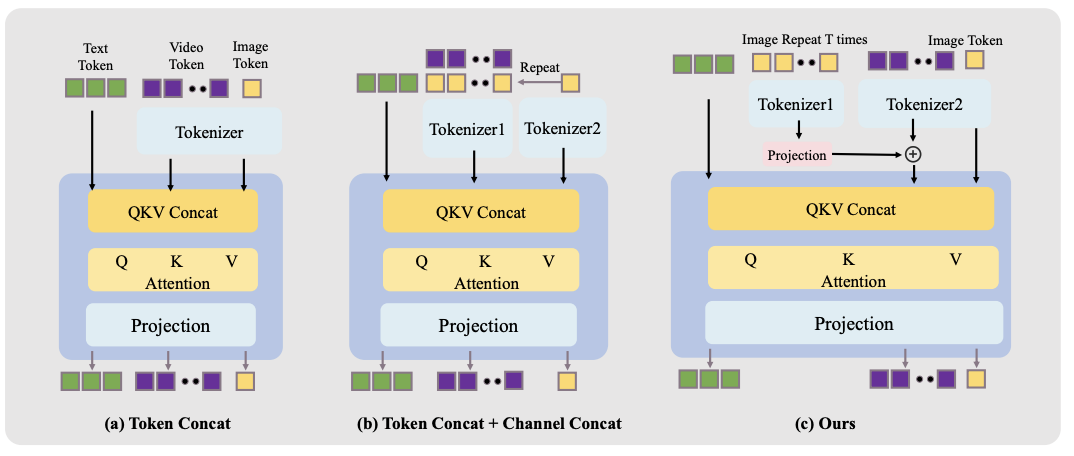 Text
Token
Video
Token
Image
Token
Tokenizer
QKV Concat
Q K V
Attention
Projection
(a) Token Concat
Repeat
Tokenizer1
Tokenizer2
QKV Concat
Q K V
Attention
Projection
(b) Token Concat + Channel Concat
Image Repeat T times
Image Token
Tokenizer1
Tokenizer2
Projection
QKV Concat
Q K V
Attention
Projection
(c) Ours